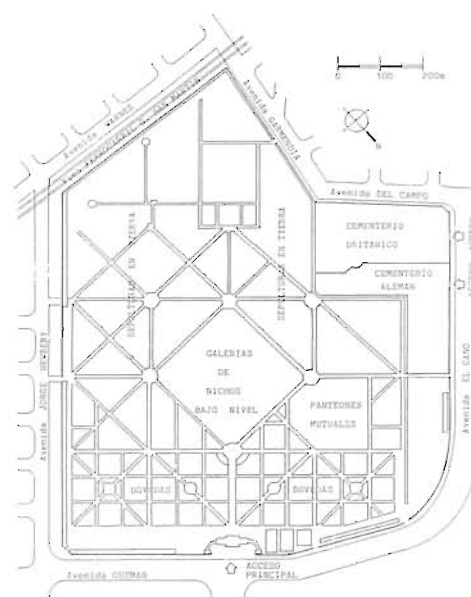 0 100 200m
N
Avenida WARNES
Avenida GARMENDIA
Avenida DEL CAMPO
CEMENTERIO
BRITANICO
CEMENTERIO
ALEMAN
SEPULTURAS EN TIERRA
SEPULTURAS EN TIERRA
GALERIAS
DE
NICHOS
BAJO NIVEL
PANTEONES
MUTUALES
Avenida JORGE NEWBERY
Avenida EL CANO
BOVEDAS
BOVEDAS
ACCESO
PRINCIPAL
Avenida GUZMAN